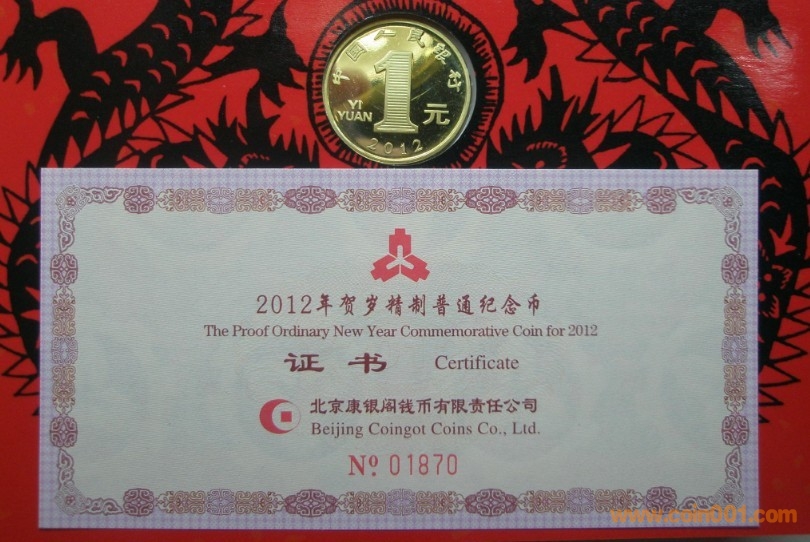 中国人民银行
1
YI
YUAN
元
2012
2012年贺岁精制普通纪念币
The Proof Ordinary New Year Commemorative Coin for 2012
证书 Certificate
北京康银阁钱币有限责任公司
Beijing Coingot Coins Co., Ltd.
Nº 01870
www.coin001.com